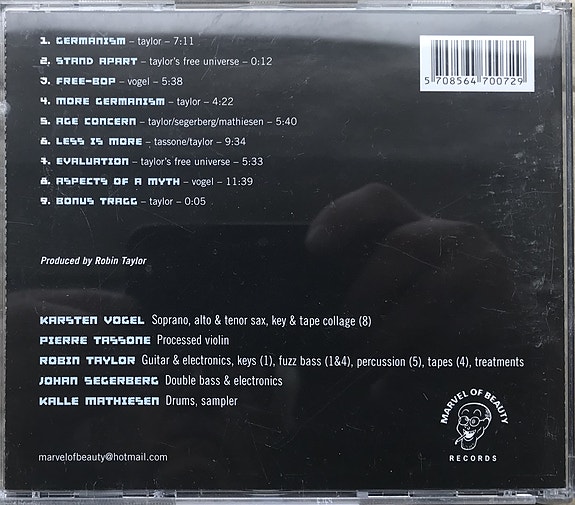 1. GERMANISM – taylor – 7:11
2. STAND APART – taylor's free universe – 0:12
3. FREE-BOP – vogel – 5:38
4. MORE GERMANISM – taylor – 4:22
5. AGE CONCERN – taylor/segerberg/mathiesen – 5:40
6. LESS IS MORE – tassone/taylor – 9:34
7. EVALUATION – taylor's free universe – 5:33
8. ASPECTS OF A MYTH – vogel – 11:39
9. BONUS TRAGG – taylor – 0:05
5 708564 700729
Produced by Robin Taylor
KARSTEN VOGEL Soprano, alto & tenor sax, key & tape collage (8)
PIERRE TASSONE Processed violin
ROBIN TAYLOR Guitar & electronics, keys (1), fuzz bass (1&4), percussion (5), tapes (4), treatments
JOHAN SEGERBERG Double bass & electronics
KALLE MATHIESEN Drums, sampler
marvelofbeauty@hotmail.com
MARVEL OF BEAUTY
RECORDS